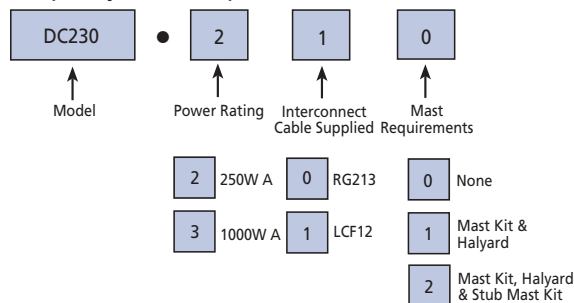 DC230 • 2 1 0
Model
Power Rating
Interconnect
Cable Supplied
Mast
Requirements
2 250W A
0 RG213
0 None
3 1000W A
1 LCF12
1 Mast Kit &
Halyard
2 Mast Kit, Halyard
& Stub Mast Kit